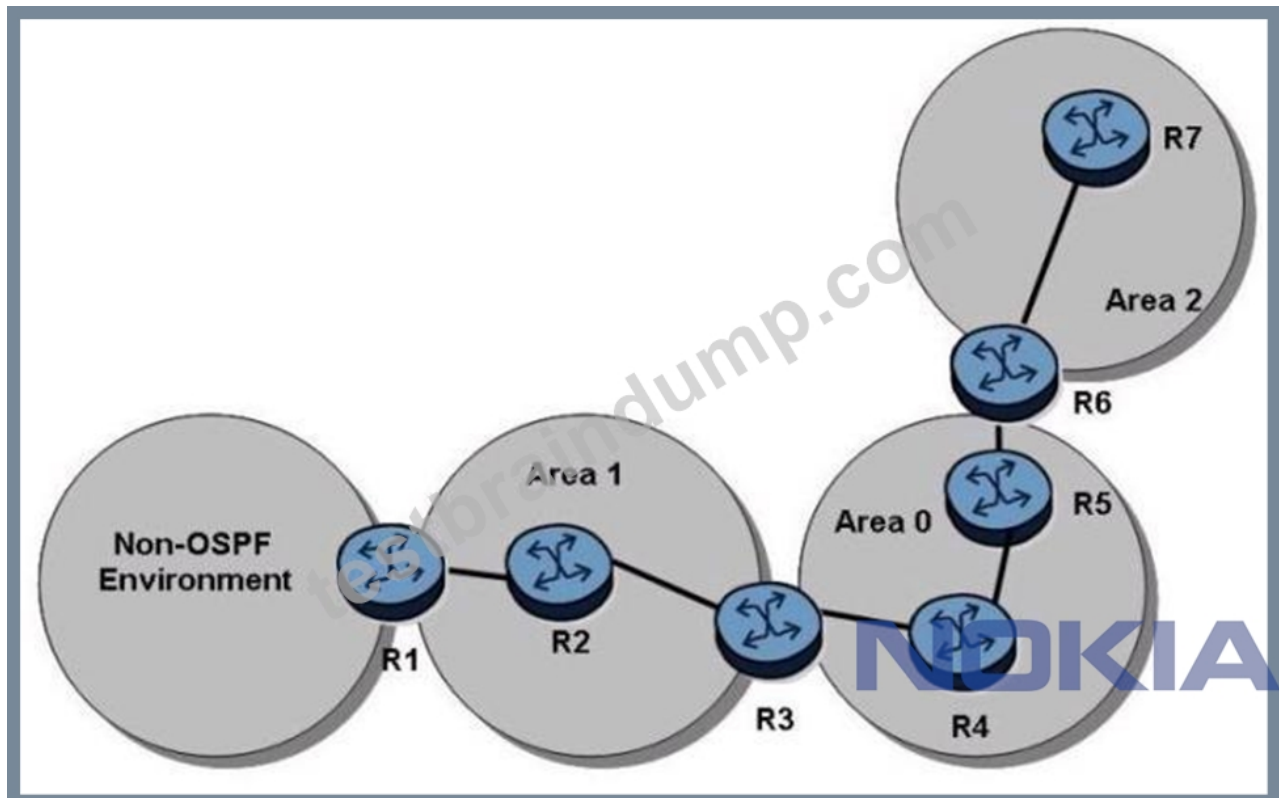 R7
Area 2
R6
Area 1
R5
Area 0
Non-OSPF
Environment
R2
R1
R3
R4
NOKIA
testbraindump.com